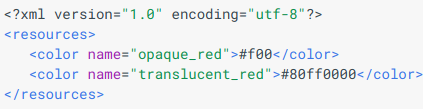 <?xml version="1.0" encoding="utf-8"?>
<resources>
   <color name="opaque_red">#f00</color>
   <color name="translucent_red">#80ff0000</color>
</resources>